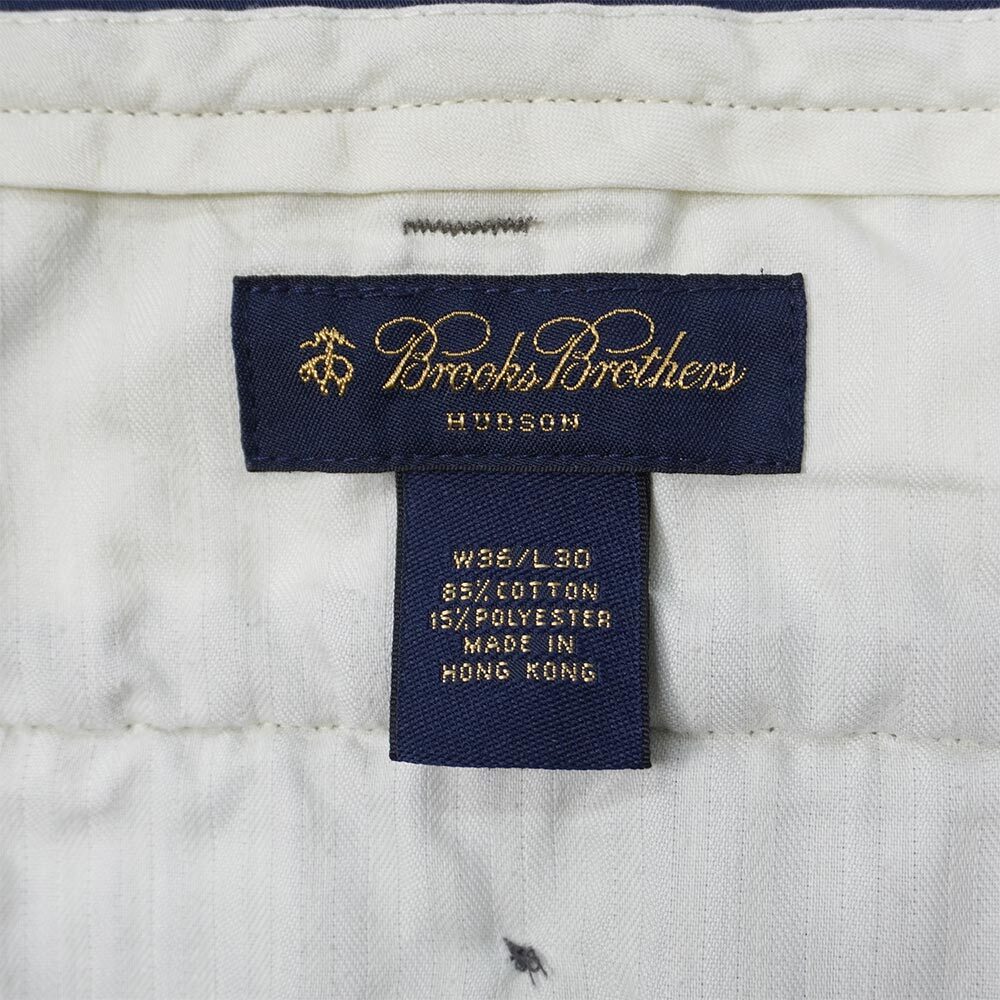 Brooks Brothers
HUDSON
W36/L30
85% COTTON
15% POLYESTER
MADE IN
HONG KONG